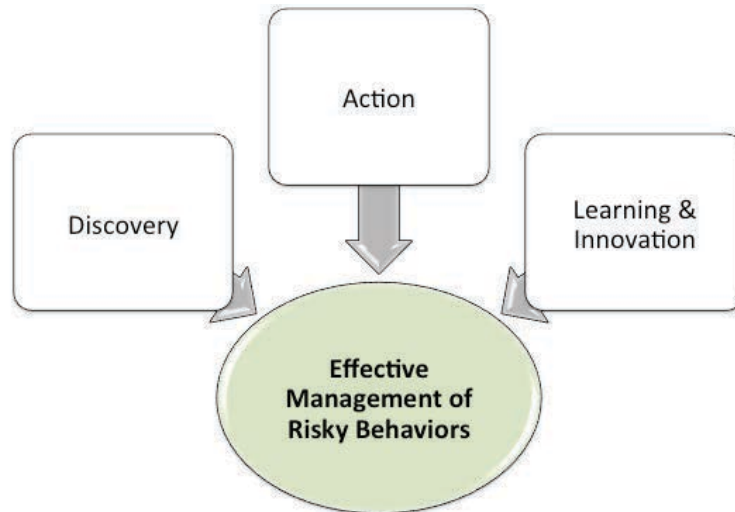 Action
Discovery
Learning &
Innovation
Effective
Management of
Risky Behaviors